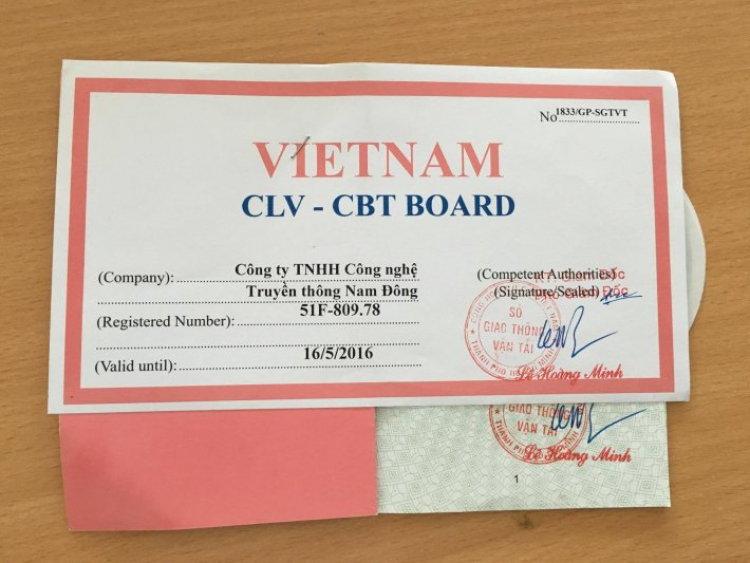 No 1833/GP-SGTVT
VIETNAM
CLV - CBT BOARD
(Company): Công ty TNHH Công nghệ
Truyền thông Nam Đông
(Registered Number): 51F-809.78
(Valid until): 16/5/2016
(Competent Authorities)
(Signature/Sealed)
SỞ
GIAO THÔNG
VẬN TẢI
Lê Hoàng Minh
GIAO THÔNG
VẬN TẢI
Lê Hoàng Minh
1